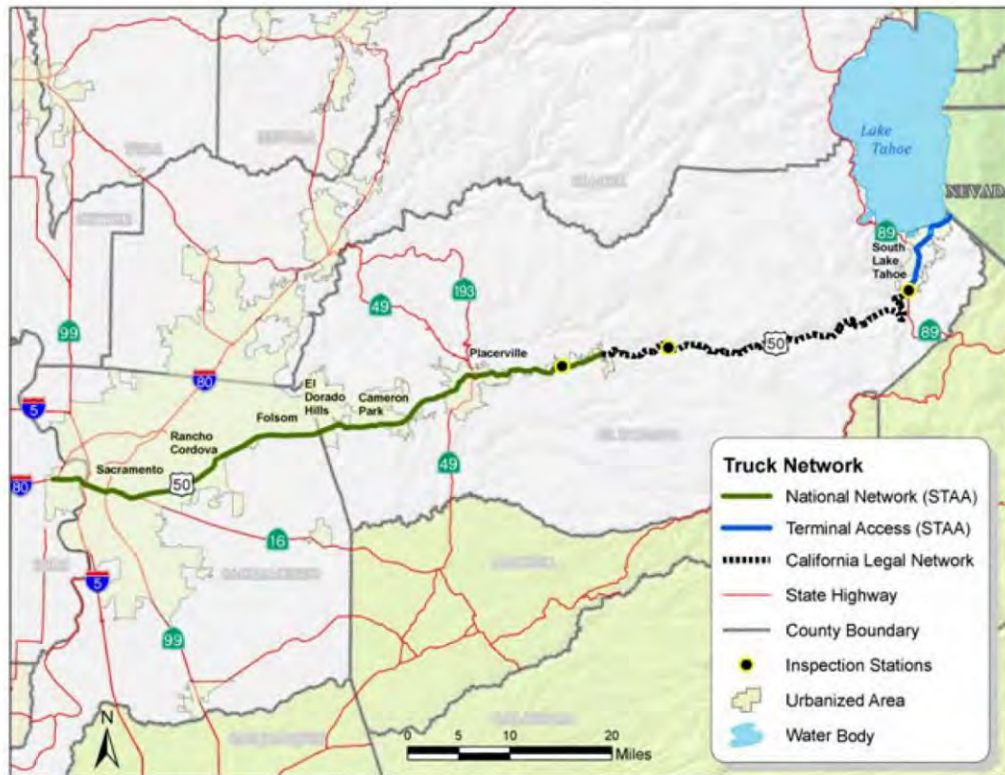 Lake
Tahoe
NEVADA
89
South
Lake
Tahoe
193
49
99
89
50
Placerville
80
El
Dorado
Hills
Cameron
Park
5
Folsom
Rancho
Cordova
49
Sacramento
80
50
16
5
99
N
0 5 10 20
Miles
Truck Network
National Network (STAA)
Terminal Access (STAA)
California Legal Network
State Highway
County Boundary
Inspection Stations
Urbanized Area
Water Body